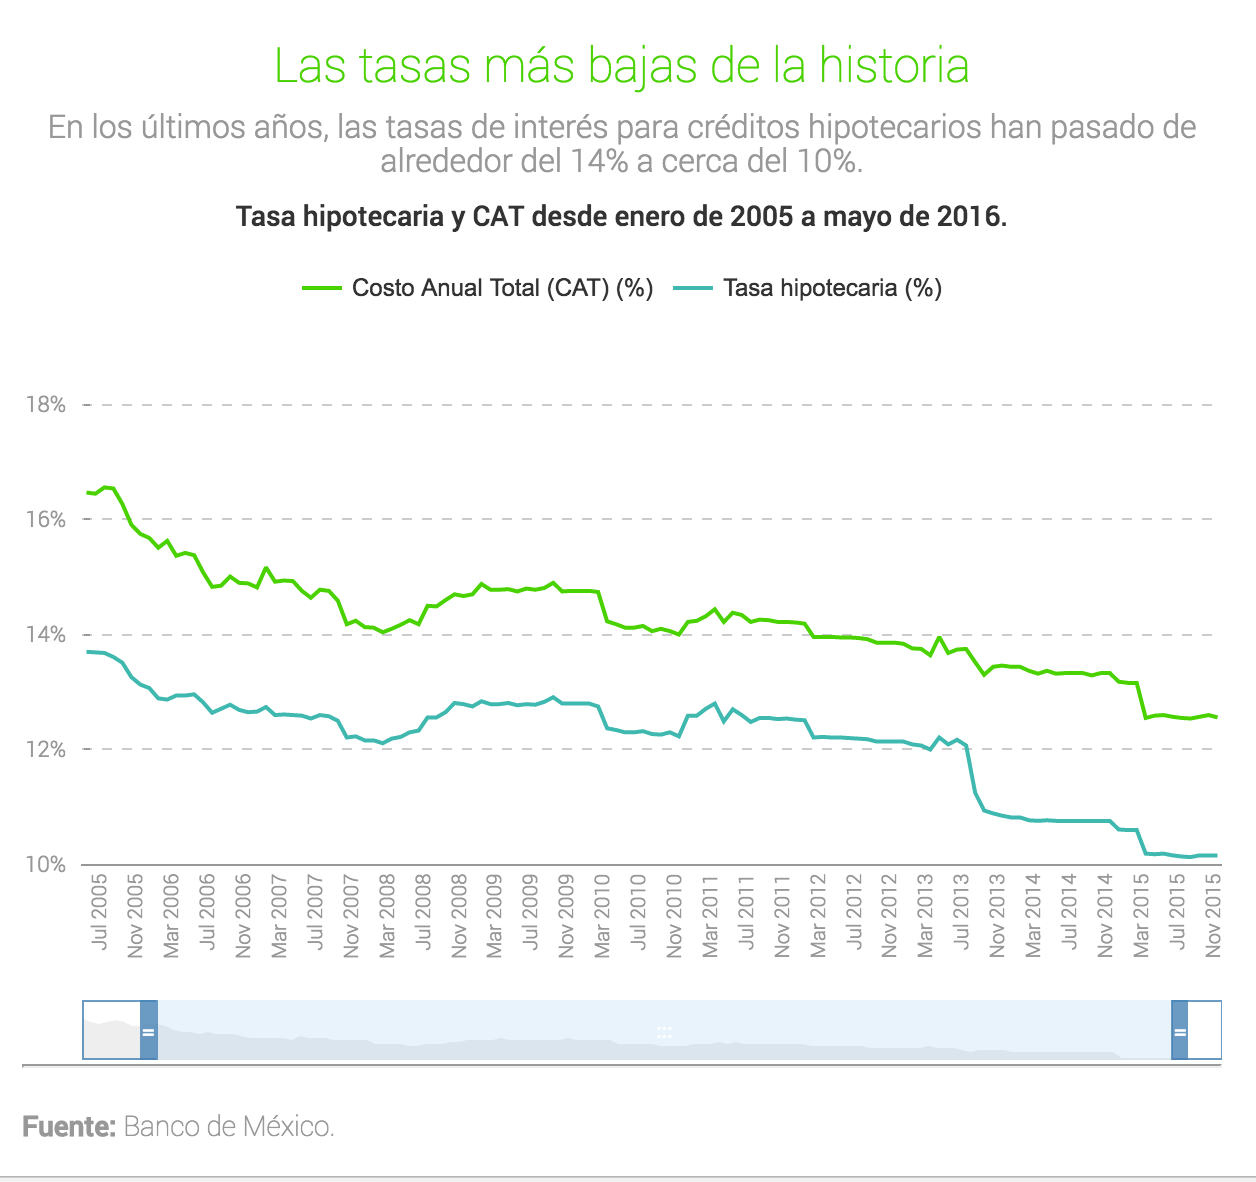 Las tasas más bajas de la historia
En los últimos años, las tasas de interés para créditos hipotecarios han pasado de
alrededor del 14% a cerca del 10%.
Tasa hipotecaria y CAT desde enero de 2005 a mayo de 2016.
Costo Anual Total (CAT) (%) Tasa hipotecaria (%)
18%
16%
14%
12%
10%
Jul 2005
Nov 2005
Mar 2006
Jul 2006
Nov 2006
Mar 2007
Jul 2007
Nov 2007
Mar 2008
Jul 2008
Nov 2008
Mar 2009
Jul 2009
Nov 2009
Mar 2010
Jul 2010
Nov 2010
Mar 2011
Jul 2011
Nov 2011
Mar 2012
Jul 2012
Nov 2012
Mar 2013
Jul 2013
Nov 2013
Mar 2014
Jul 2014
Nov 2014
Mar 2015
Jul 2015
Nov 2015
Fuente: Banco de México.